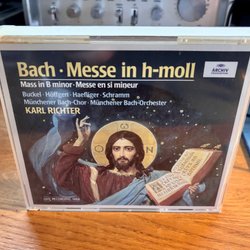 Bach · Messe in h-moll
Mass in B minor · Messe en si mineur
Buckel · Höffgen · Haefliger · Schramm
Münchener Bach-Chor · Münchener Bach-Orchester
KARL RICHTER
ARCHIV